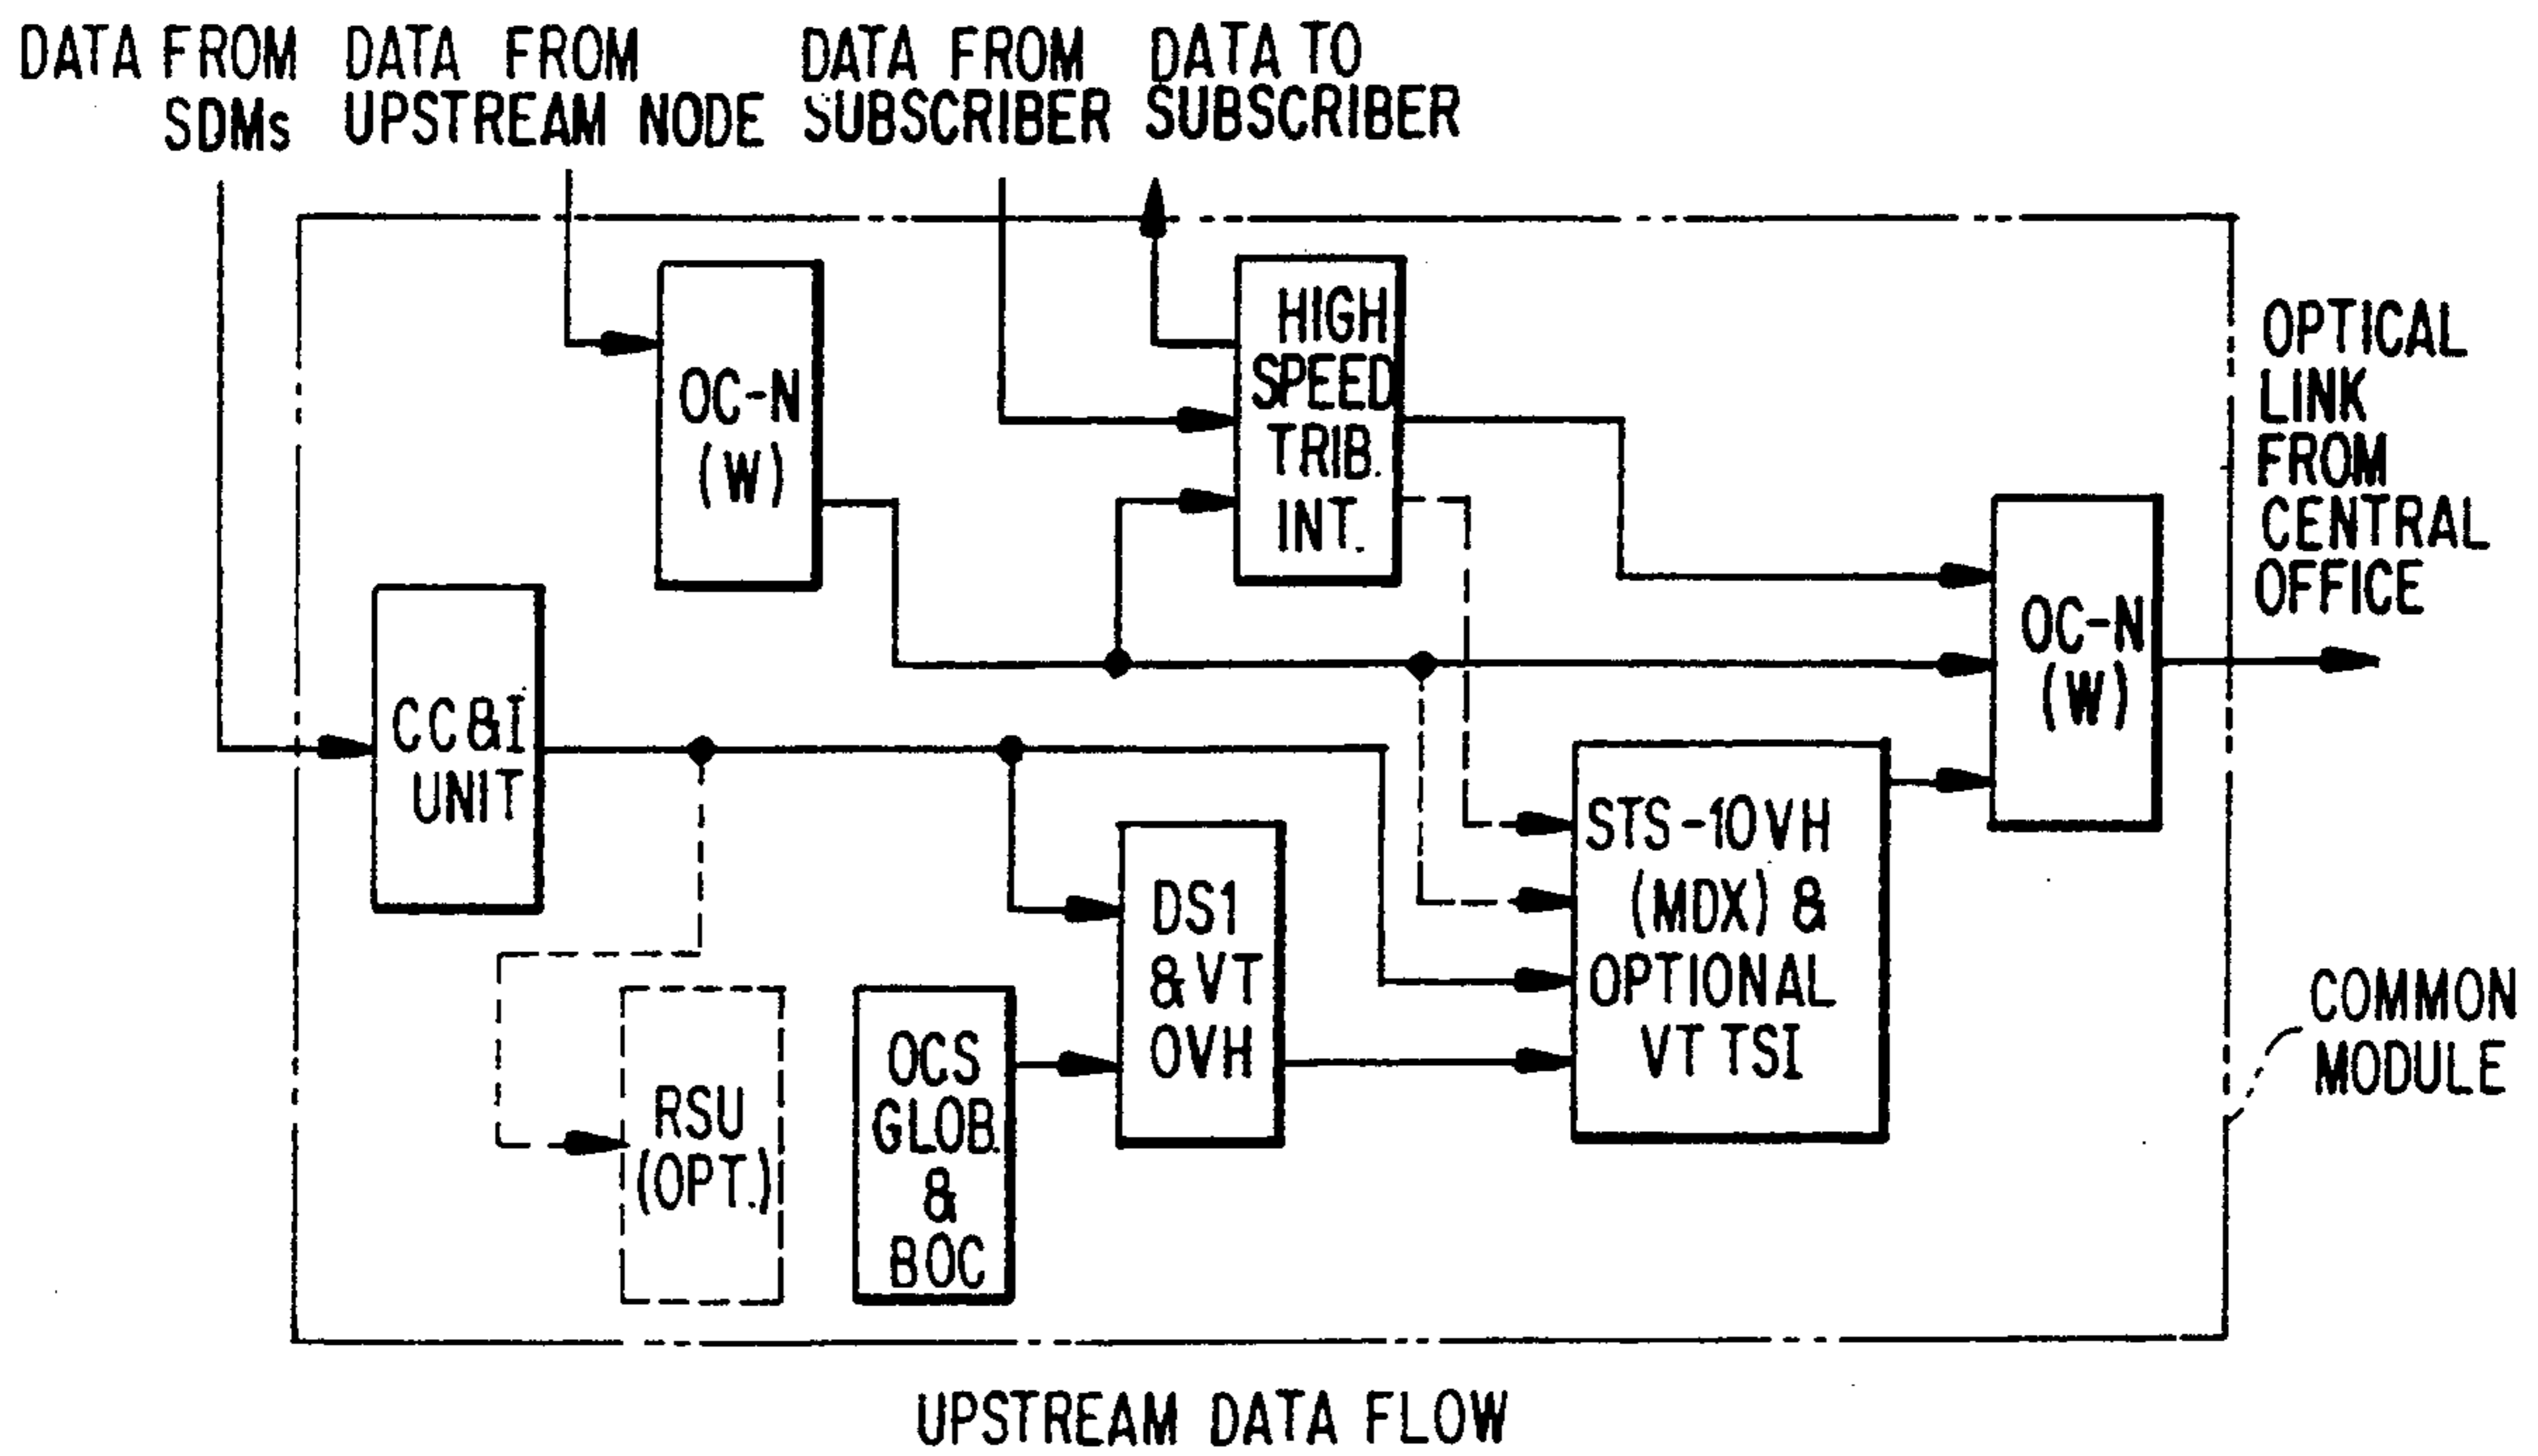 DATA FROM
SDMs
DATA FROM
UPSTREAM NODE
DATA FROM
SUBSCRIBER
DATA TO
SUBSCRIBER
OC-N
(W)
HIGH
SPEED
TRIB.
INT.
OPTICAL
LINK
FROM
CENTRAL
OFFICE
OC-N
(W)
CC&I
UNIT
STS-10VH
(MDX) &
OPTIONAL
VT TSI
DS1
& VT
OVH
OCS
GLOB.
&
BOC
RSU
(OPT.)
COMMON
MODULE
UPSTREAM DATA FLOW